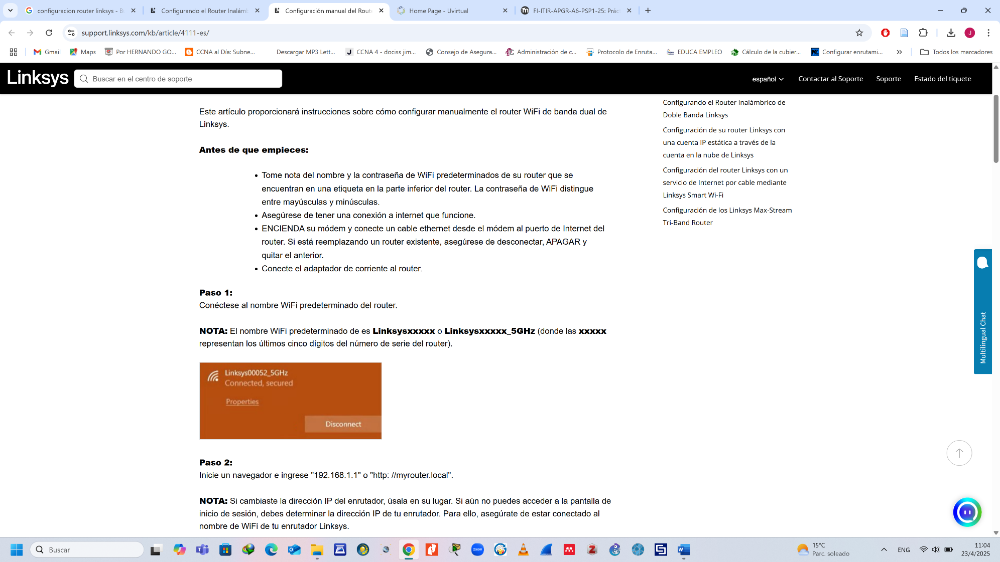 configuracion router linksys - B
Configurando el Router Inalám
Configuración manual del Rout
Home Page - Uvirtual
FI-ITIR-APGR-A6-PSP1-25: Prác
support.linksys.com/kb/article/4111-es/
J
Gmail
Maps
Por HERNANDO GO...
CCNA al Día: Subne...
Descargar MP3 Lett...
CCNA 4 - dociss jim...
Consejo de Asegura...
Administración de c...
Protocolo de Enruta...
EDUCA EMPLEO
Cálculo de la cubier...
Configurar enrutami...
Todos los marcadores
Linksys
Buscar en el centro de soporte
español
Contactar al Soporte
Soporte
Estado del tiquete
Este artículo proporcionará instrucciones sobre cómo configurar manualmente el router WiFi de banda dual de
Linksys.
Antes de que empieces:
• Tome nota del nombre y la contraseña de WiFi predeterminados de su router que se
encuentran en una etiqueta en la parte inferior del router. La contraseña de WiFi distingue
entre mayúsculas y minúsculas.
• Asegúrese de tener una conexión a internet que funcione.
• ENCIENDA su módem y conecte un cable ethernet desde el módem al puerto de Internet del
router. Si está reemplazando un router existente, asegúrese de desconectar, APAGAR y
quitar el anterior.
• Conecte el adaptador de corriente al router.
Paso 1:
Conéctese al nombre WiFi predeterminado del router.
NOTA: El nombre WiFi predeterminado de es Linksysxxxxx o Linksysxxxxx_5GHz (donde las xxxxx
representan los últimos cinco dígitos del número de serie del router).
Linksys00052_5GHz
Connected, secured
Properties
Disconnect
Paso 2:
Inicie un navegador e ingrese "192.168.1.1" o "http: //myrouter.local".
NOTA: Si cambiaste la dirección IP del enrutador, úsala en su lugar. Si aún no puedes acceder a la pantalla de
inicio de sesión, debes determinar la dirección IP de tu enrutador. Para ello, asegúrate de estar conectado al
nombre de WiFi de tu enrutador Linksys.
Configurando el Router Inalámbrico de
Doble Banda Linksys
Configuración de su router Linksys con
una cuenta IP estática a través de la
cuenta en la nube de Linksys
Configuración del router Linksys con un
servicio de Internet por cable mediante
Linksys Smart Wi-Fi
Configuración de los Linksys Max-Stream
Tri-Band Router
Multilingual Chat
Buscar
zoom
15°C
Parc. soleado
ENG
11:04
23/4/2025